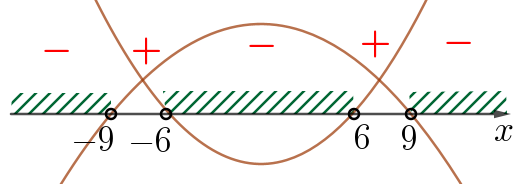 − + − + −
−9 −6 6 9 x